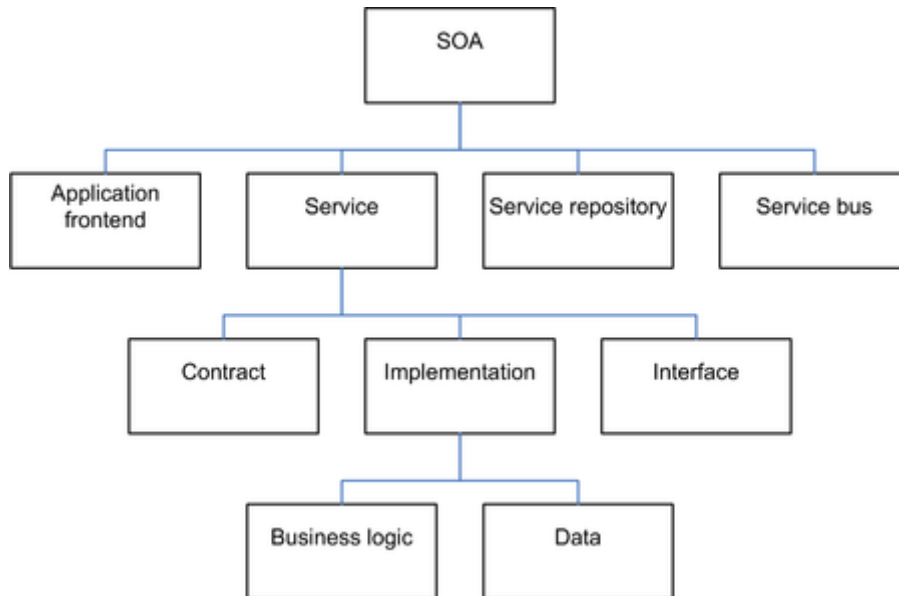 SOA
Application
frontend
Service
Service repository
Service bus
Contract
Implementation
Interface
Business logic
Data